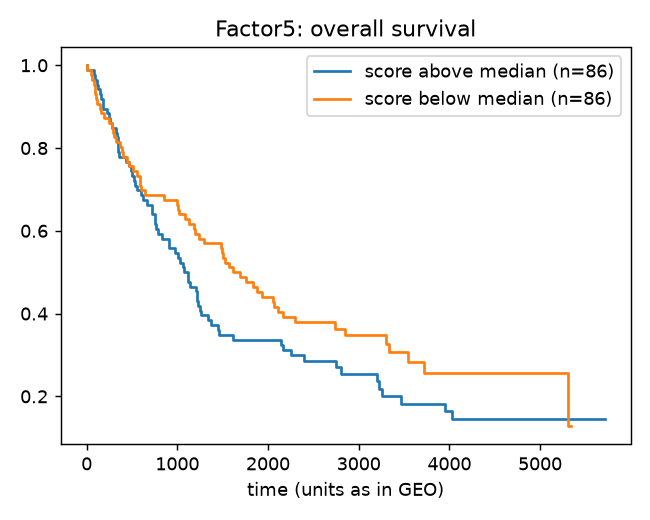 Factor5: overall survival
score above median (n=86)
score below median (n=86)
1.0
0.8
0.6
0.4
0.2
0 1000 2000 3000 4000 5000
time (units as in GEO)